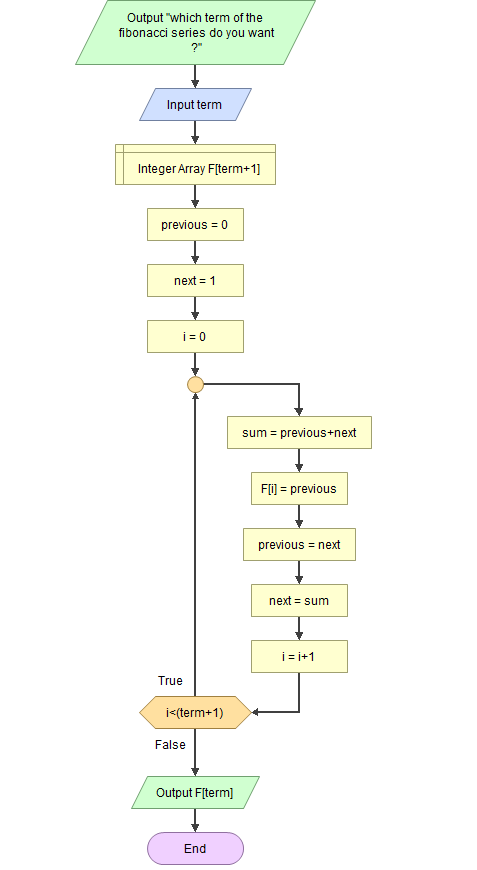 Output "which term of the
fibonacci series do you want
?"
Input term
Integer Array F[term+1]
previous = 0
next = 1
i = 0
sum = previous+next
F[i] = previous
previous = next
next = sum
i = i+1
True
i<(term+1)
False
Output F[term]
End